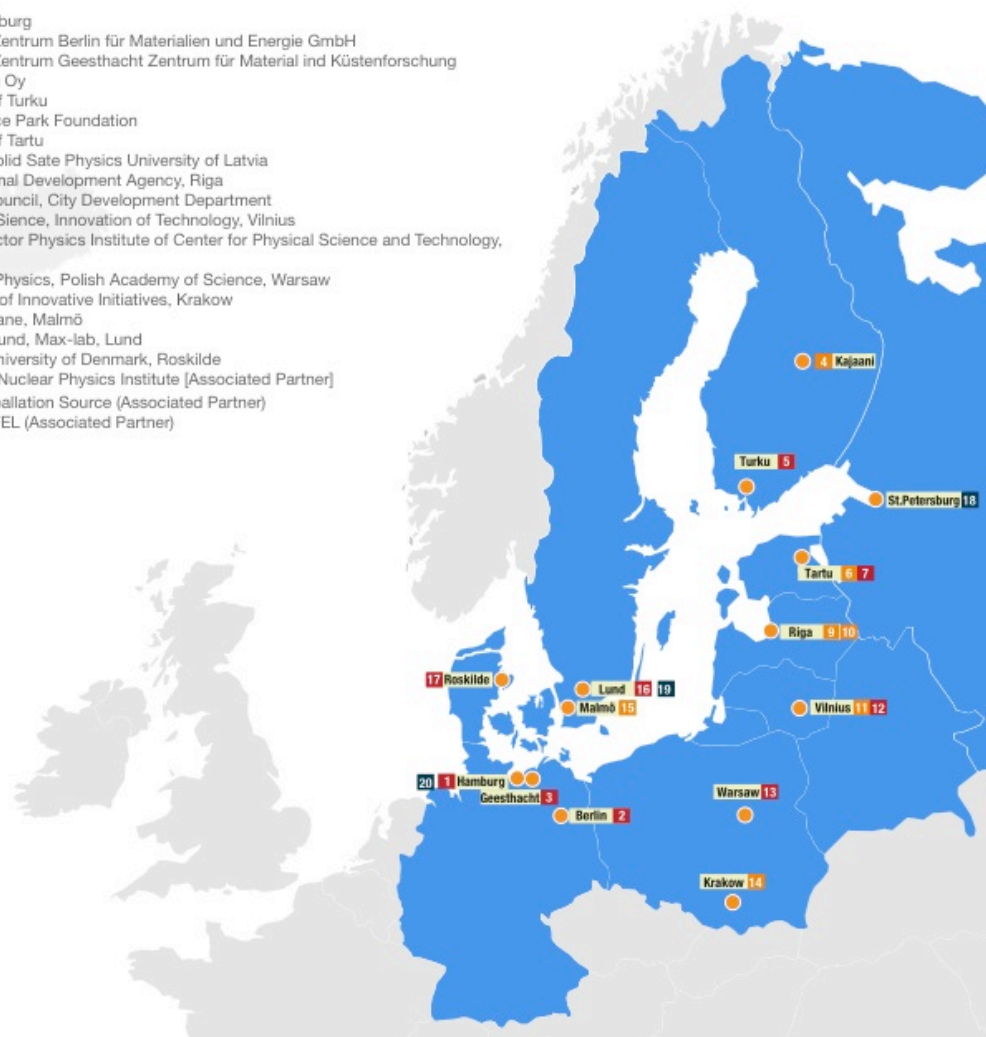 burg
Zentrum Berlin für Materialien und Energie GmbH
Zentrum Geesthacht Zentrum für Material ind Küstenforschung
Oy
f Turku
ce Park Foundation
f Tartu
olid Sate Physics University of Latvia
nal Development Agency, Riga
ouncil, City Development Department
Sience, Innovation of Technology, Vilnius
ctor Physics Institute of Center for Physical Science and Technology,
Physics, Polish Academy of Science, Warsaw
of Innovative Initiatives, Krakow
ane, Malmö
und, Max-lab, Lund
niversity of Denmark, Roskilde
Nuclear Physics Institute [Associated Partner]
allation Source (Associated Partner)
EL (Associated Partner)
4 Kajaani
Turku 5
St.Petersburg 18
Tartu 6 7
Riga 9 10
17 Roskilde
Lund 16 19
Malmö 15
Vilnius 11 12
20 1 Hamburg
Geesthacht 3
Berlin 2
Warsaw 13
Krakow 14